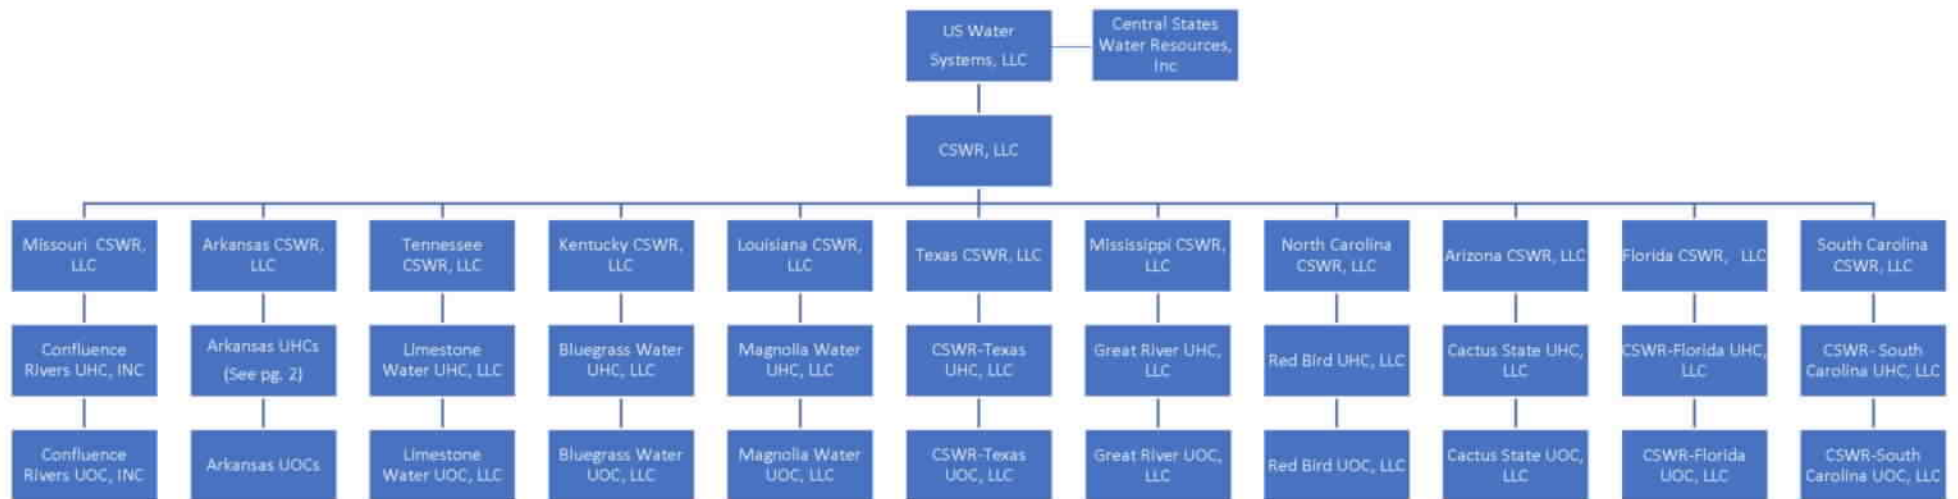 US Water
Systems, LLC
Central States
Water Resources,
Inc
CSWR, LLC
Missouri CSWR,
LLC
Arkansas CSWR,
LLC
Tennessee
CSWR, LLC
Kentucky CSWR,
LLC
Louisiana CSWR,
LLC
Texas CSWR, LLC
Mississippi CSWR,
LLC
North Carolina
CSWR, LLC
Arizona CSWR, LLC
Florida CSWR, LLC
South Carolina
CSWR, LLC
Confluence
Rivers UHC, INC
Arkansas UHCs
(See pg. 2)
Limestone
Water UHC, LLC
Bluegrass Water
UHC, LLC
Magnolia Water
UHC, LLC
CSWR-Texas
UHC, LLC
Great River UHC,
LLC
Red Bird UHC, LLC
Cactus State UHC,
LLC
CSWR-Florida UHC,
LLC
CSWR- South
Carolina UHC, LLC
Confluence
Rivers UOC, INC
Arkansas UOCs
Limestone
Water UOC, LLC
Bluegrass Water
UOC, LLC
Magnolia Water
UOC, LLC
CSWR-Texas
UOC, LLC
Great River UOC,
LLC
Red Bird UOC, LLC
Cactus State UOC,
LLC
CSWR-Florida
UOC, LLC
CSWR-South
Carolina UOC, LLC